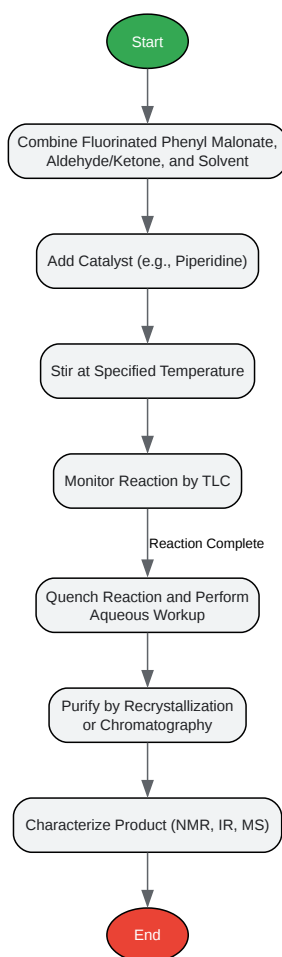 Start
Combine Fluorinated Phenyl Malonate,
Aldehyde/Ketone, and Solvent
Add Catalyst (e.g., Piperidine)
Stir at Specified Temperature
Monitor Reaction by TLC
Reaction Complete
Quench Reaction and Perform
Aqueous Workup
Purify by Recrystallization
or Chromatography
Characterize Product (NMR, IR, MS)
End